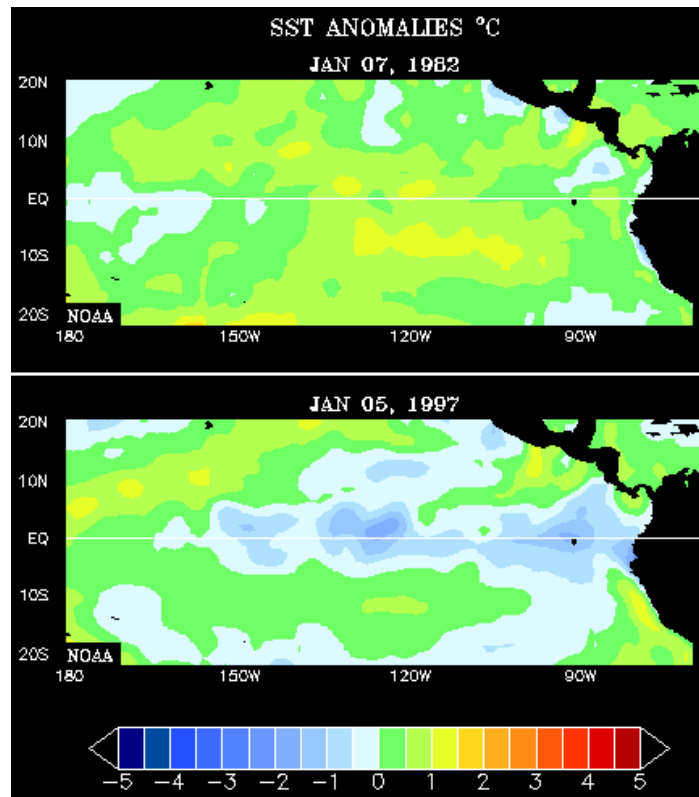 SST ANOMALIES °C
JAN 07, 1982
20N
10N
EQ
10S
20S
NOAA
180 150W 120W 90W
JAN 05, 1997
20N
10N
EQ
10S
20S
NOAA
180 150W 120W 90W
-5 -4 -3 -2 -1 0 1 2 3 4 5